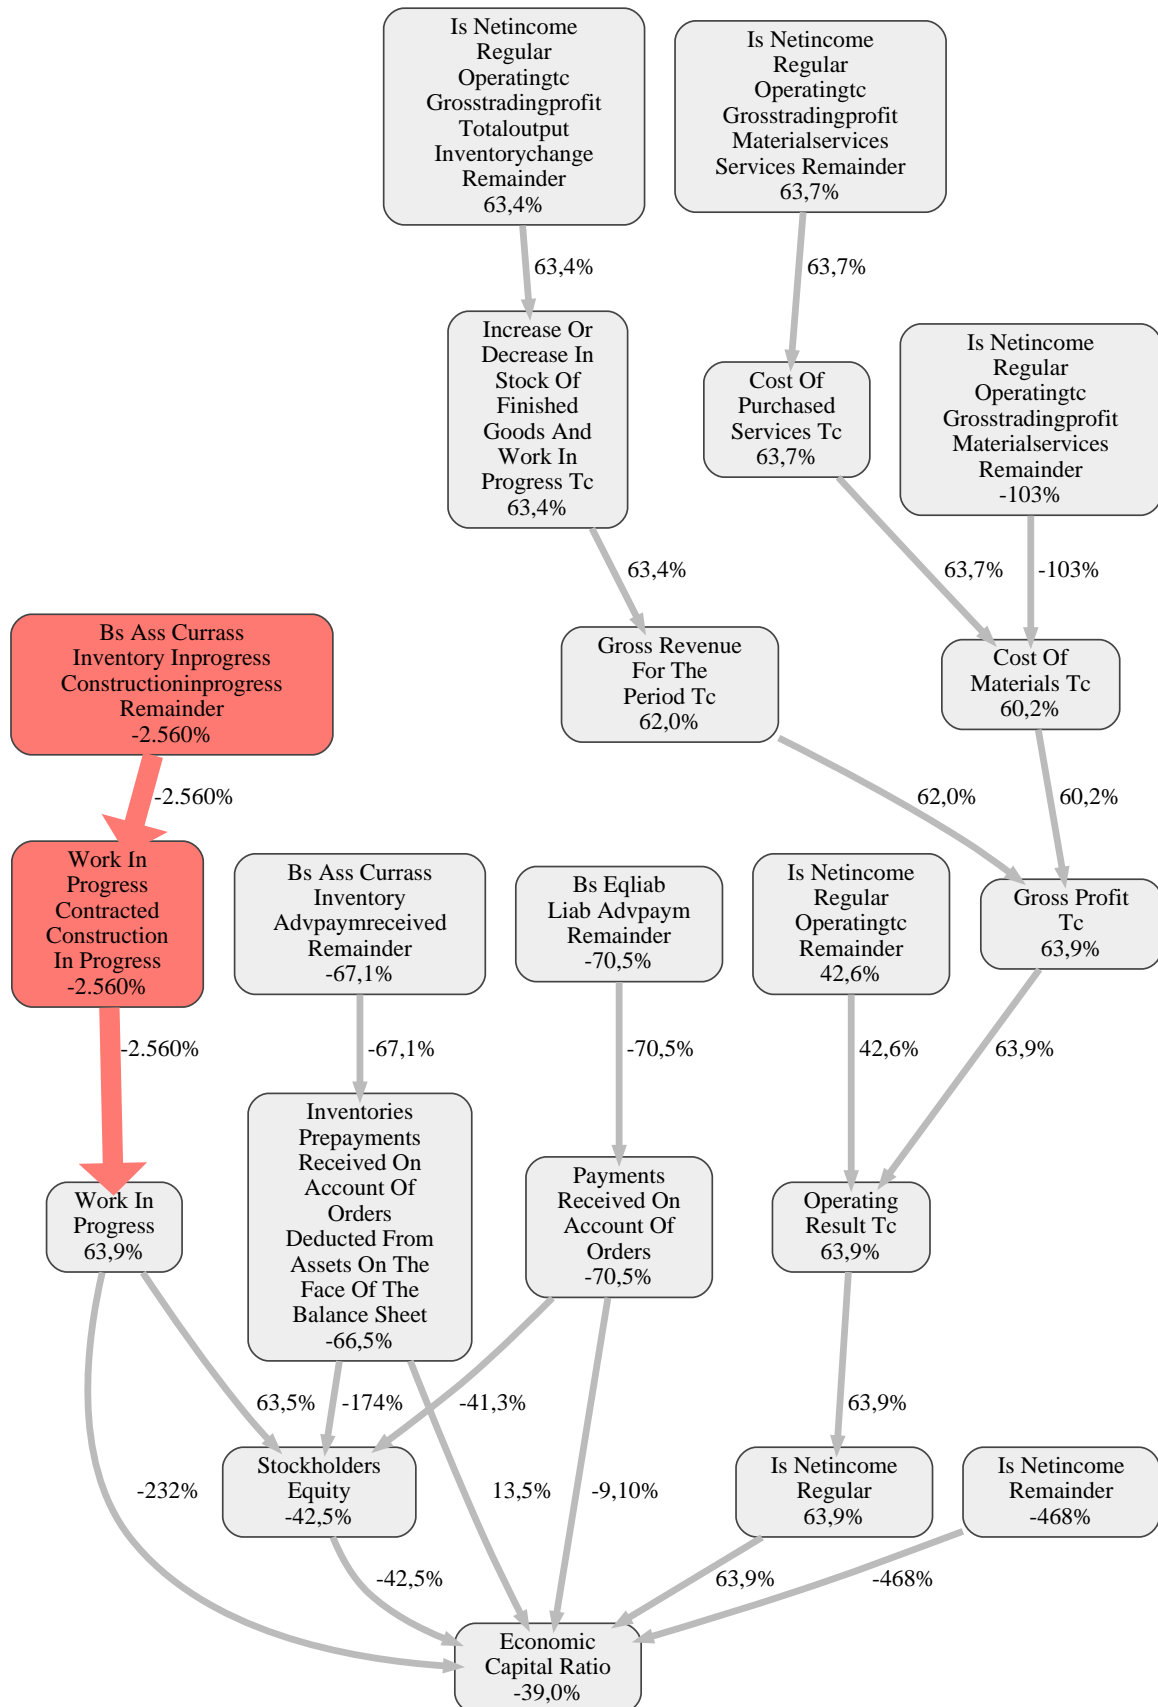 Is Netincome
Regular
Operatingtc
Grosstradingprofit
Totaloutput
Inventorychange
Remainder
63,4%
Is Netincome
Regular
Operatingtc
Grosstradingprofit
Materialservices
Services Remainder
63,7%
63,4%
63,7%
Increase Or
Decrease In
Stock Of
Finished
Goods And
Work In
Progress Tc
63,4%
Cost Of
Purchased
Services Tc
63,7%
Is Netincome
Regular
Operatingtc
Grosstradingprofit
Materialservices
Remainder
-103%
63,4%
63,7%
-103%
Bs Ass Currass
Inventory Inprogress
Constructioninprogress
Remainder
-2.560%
Gross Revenue
For The
Period Tc
62,0%
Cost Of
Materials Tc
60,2%
-2.560%
62,0%
60,2%
Work In
Progress
Contracted
Construction
In Progress
-2.560%
Bs Ass Currass
Inventory
Advpaymreceived
Remainder
-67,1%
Bs Eqliab
Liab Advpaym
Remainder
-70,5%
Is Netincome
Regular
Operatingtc
Remainder
42,6%
Gross Profit
Tc
63,9%
-2.560%
-67,1%
-70,5%
42,6%
63,9%
Work In
Progress
63,9%
Inventories
Prepayments
Received On
Account Of
Orders
Deducted From
Assets On The
Face Of The
Balance Sheet
-66,5%
Payments
Received On
Account Of
Orders
-70,5%
Operating
Result Tc
63,9%
63,5%
-174%
-41,3%
63,9%
Stockholders
Equity
-42,5%
Is Netincome
Regular
63,9%
Is Netincome
Remainder
-468%
-232%
13,5%
-9,10%
-42,5%
63,9%
-468%
Economic
Capital Ratio
-39,0%